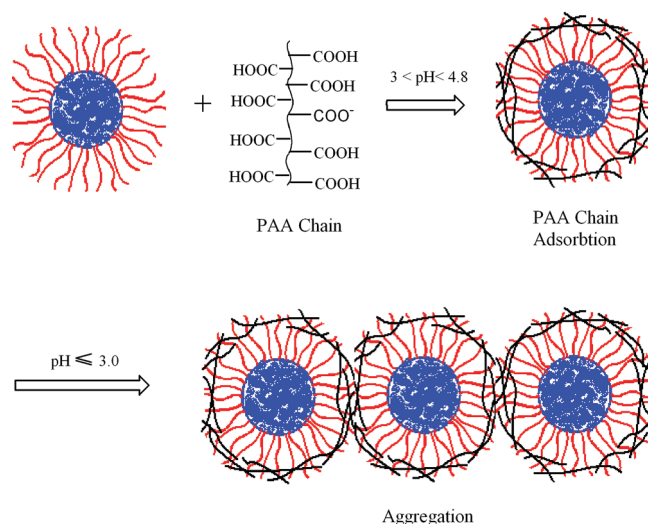 COOH
HOOC
COOH
HOOC
COO⁻
HOOC
COOH
HOOC
COOH
+
3 < pH< 4.8
PAA Chain
PAA Chain
Adsorbtion
pH ⩽ 3.0
Aggregation